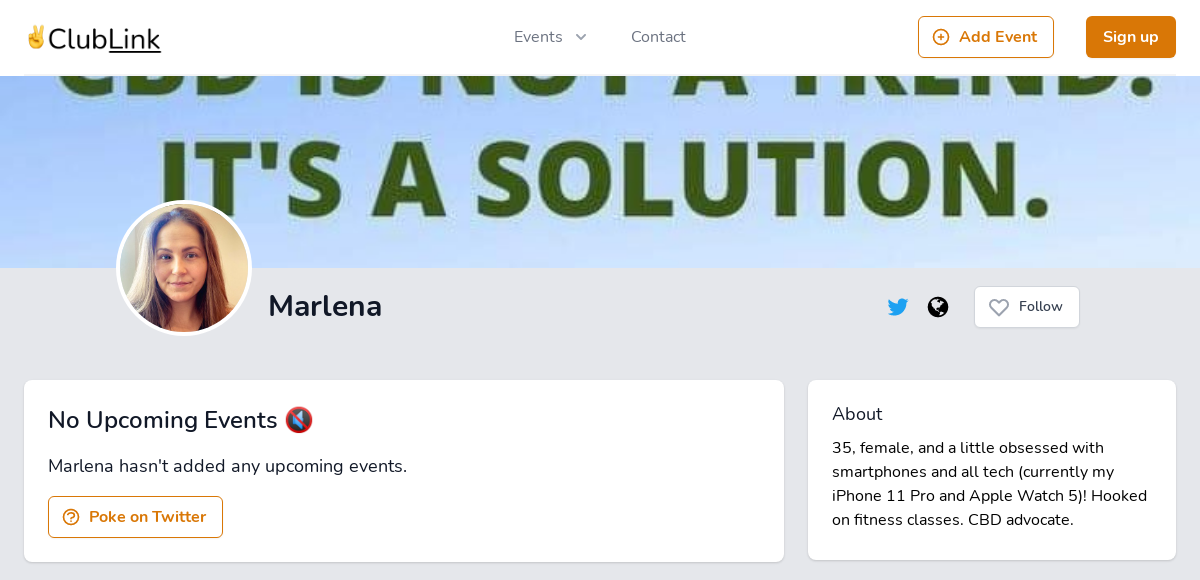 ClubLink
Events
Contact
Add Event
Sign up
CBD IS NOT A TREND.
IT'S A SOLUTION.
Marlena
Follow
No Upcoming Events
Marlena hasn't added any upcoming events.
Poke on Twitter
About
35, female, and a little obsessed with
smartphones and all tech (currently my
iPhone 11 Pro and Apple Watch 5)! Hooked
on fitness classes. CBD advocate.